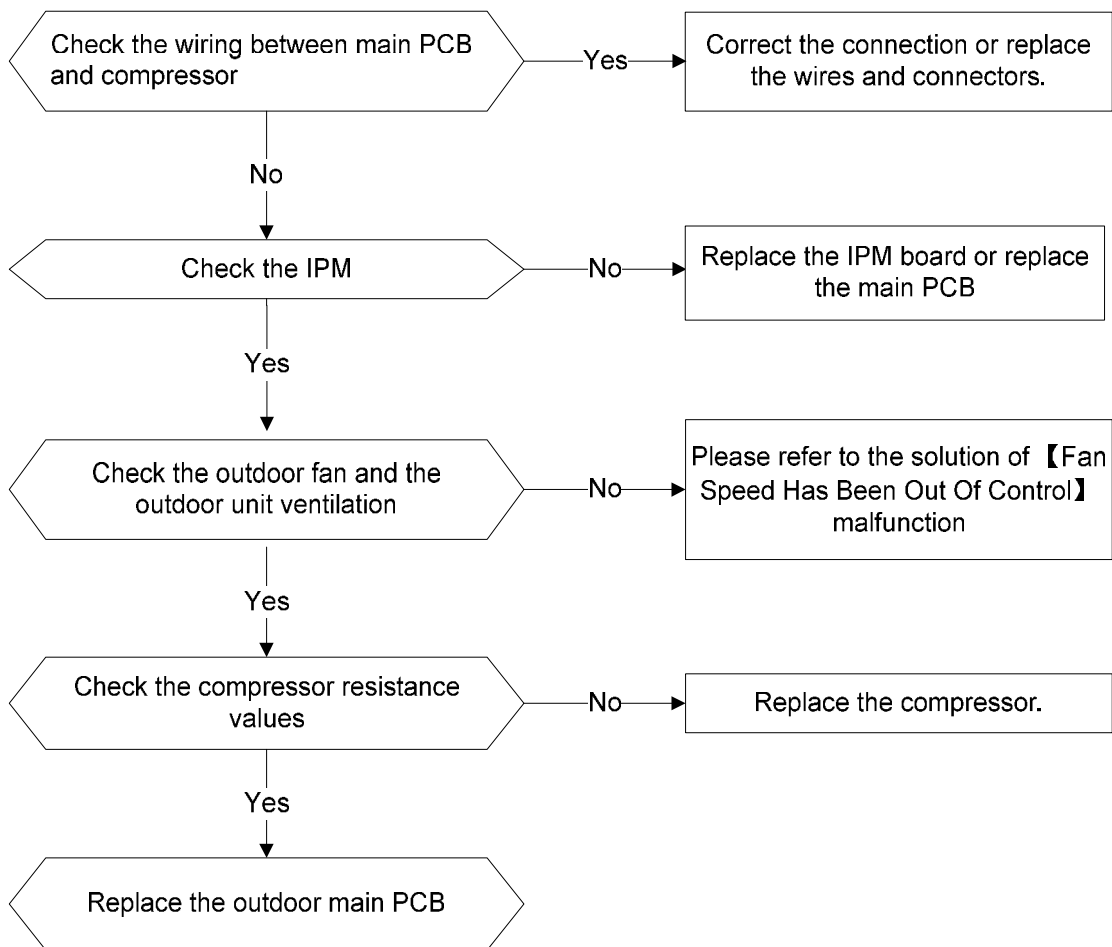 Check the wiring between main PCB
and compressor
Yes
Correct the connection or replace
the wires and connectors.
No
Check the IPM
No
Replace the IPM board or replace
the main PCB
Yes
Check the outdoor fan and the
outdoor unit ventilation
No
Please refer to the solution of【Fan
Speed Has Been Out Of Control】
malfunction
Yes
Check the compressor resistance
values
No
Replace the compressor.
Yes
Replace the outdoor main PCB